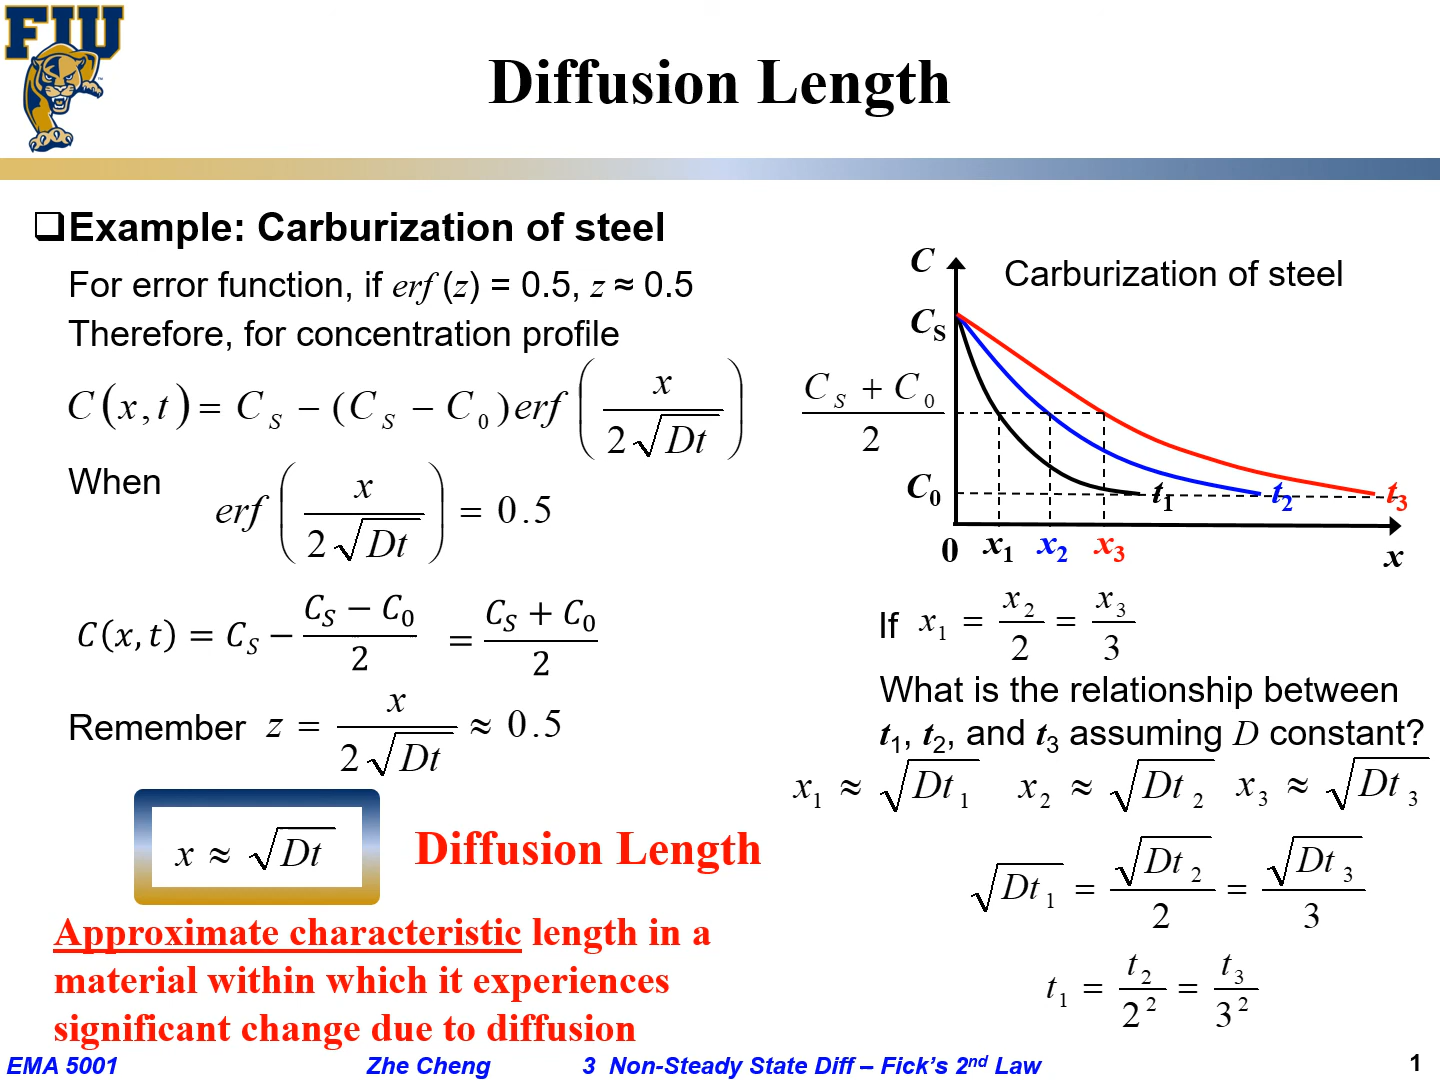 FIU
Diffusion Length
❑Example: Carburization of steel
For error function, if erf (z) = 0.5, z ≈ 0.5
Therefore, for concentration profile
C(x,t) = C_S − (C_S − C_0) erf (x / 2√Dt)
When
erf (x / 2√Dt) = 0.5
C(x, t) = C_S − (C_S − C_0)/2 = (C_S + C_0)/2
Remember z = x / 2√Dt ≈ 0.5
x ≈ √Dt
Diffusion Length
Approximate characteristic length in a
material within which it experiences
significant change due to diffusion
C
Carburization of steel
C_S
(C_S + C_0)/2
C_0
t_1
t_2
t_3
0 x_1 x_2 x_3
x
If x_1 = x_2/2 = x_3/3
What is the relationship between
t_1, t_2, and t_3 assuming D constant?
x_1 ≈ √Dt_1 x_2 ≈ √Dt_2 x_3 ≈ √Dt_3
√Dt_1 = √Dt_2/2 = √Dt_3/3
t_1 = t_2/2² = t_3/3²
EMA 5001 Zhe Cheng 3 Non-Steady State Diff – Fick’s 2nd Law 1